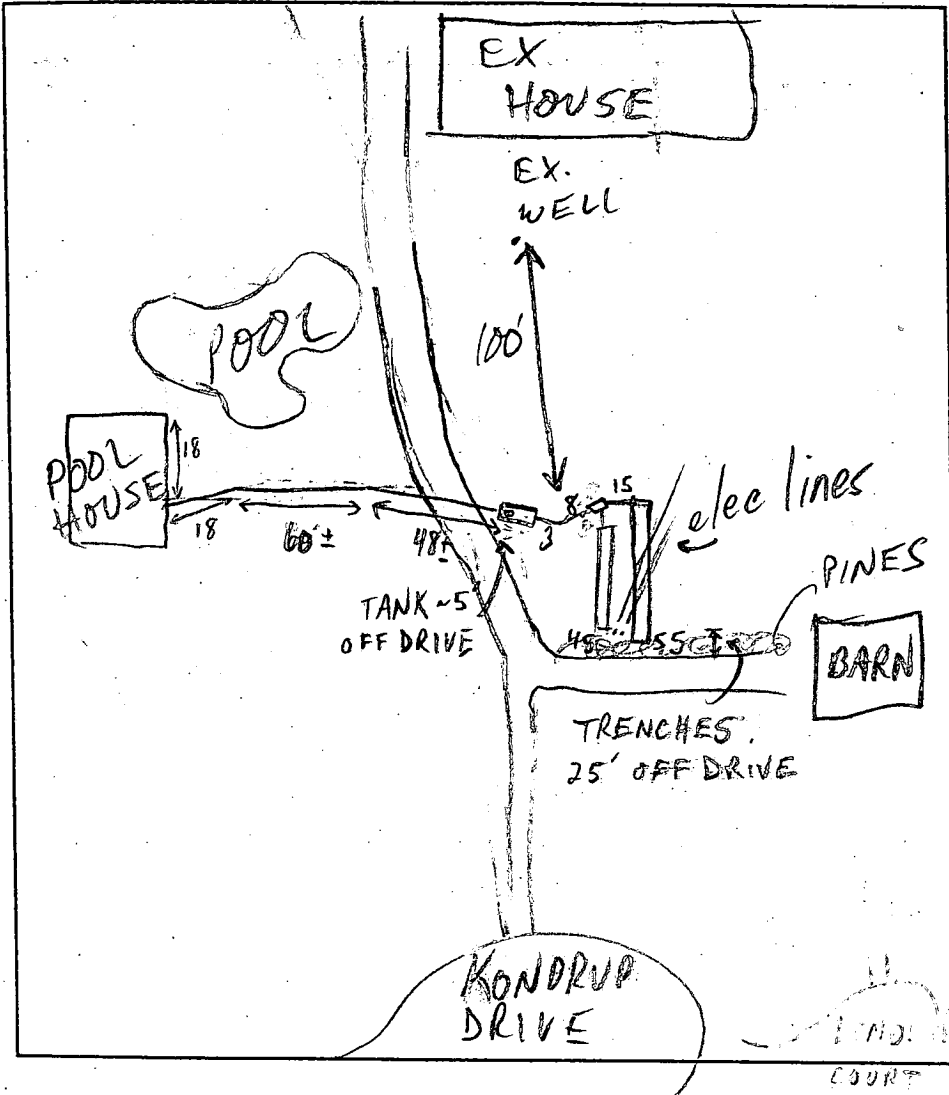 EX
HOUSE
EX.
WELL
100'
POOL
POOL
HOUSE
18
18
60'±
48±
3
8
15
elec lines
TANK ~5
OFF DRIVE
PINES
45
55
BARN
TRENCHES.
25' OFF DRIVE
KONDRUP
DRIVE
COURT